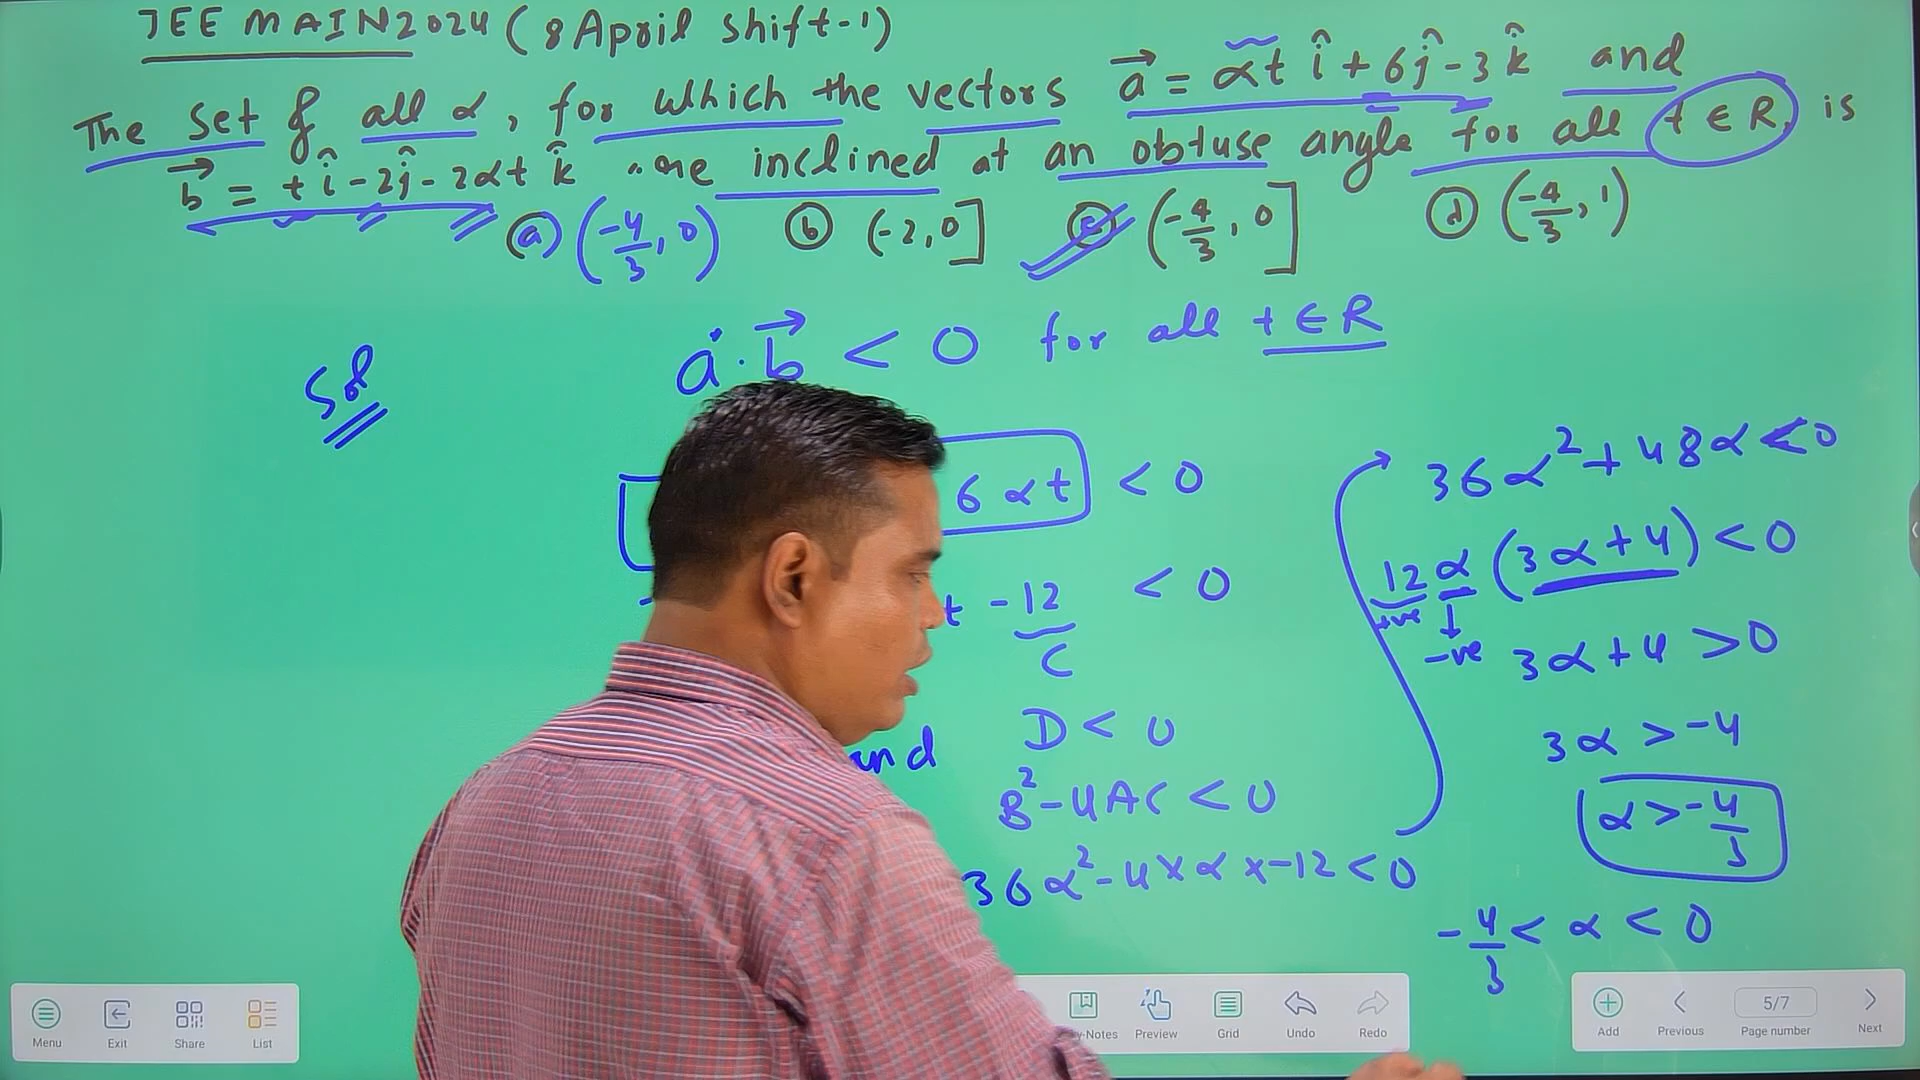 JEE MAIN 2024 (8 April Shift-1)
The set of all α, for which the vectors a⃗ = αt î + 6ĵ - 3k̂ and
b⃗ = tî - 2ĵ - 2αt k̂ are inclined at an obtuse angle for all t ∈ R, is
(a) (-4/3, 0) (b) (-2, 0] (c) (-4/3, 0] (d) (-4/3, 1)
Sol
a⃗·b⃗ < 0 for all t ∈ R
6αt < 0
t -12 < 0
C
and D < 0
B² - 4AC < 0
36α² - 4×α×-12 < 0
36α² + 48α < 0
12α (3α + 4) < 0
+ve -ve
3α + 4 > 0
3α > -4
α > -4/3
-4/3 < α < 0
Menu Exit Share List
-Notes Preview Grid Undo Redo
Add Previous 5/7 Page number Next